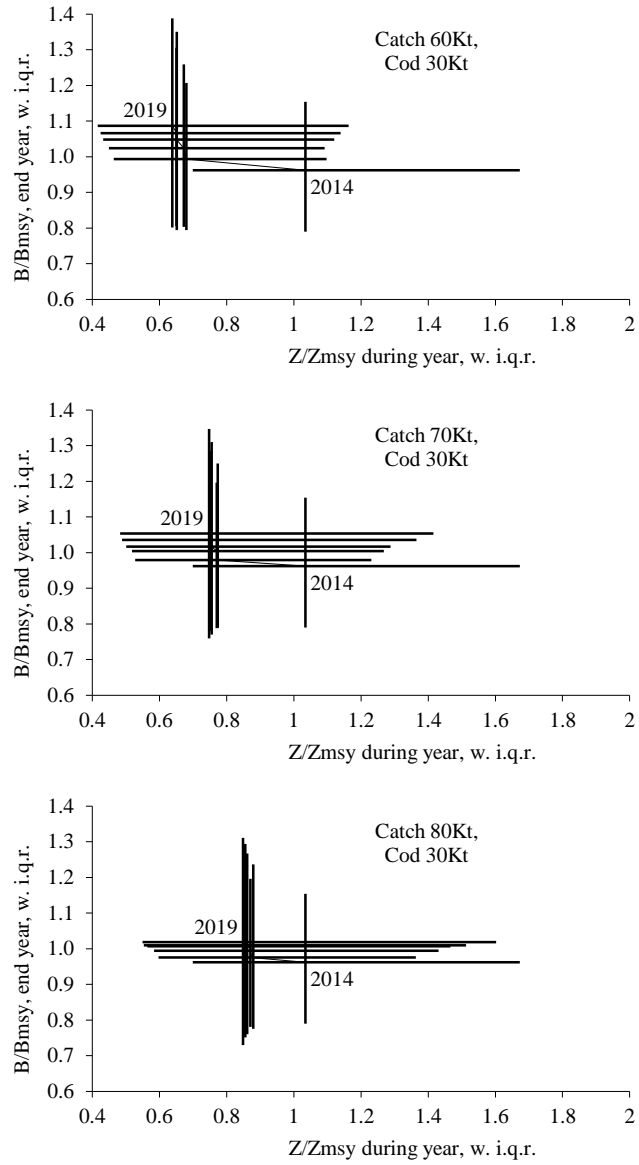 1.4
Catch 60Kt,
Cod 30Kt
1.3
1.2
2019
1.1
1.0
0.9
2014
0.8
0.7
0.6
0.4 0.6 0.8 1 1.2 1.4 1.6 1.8 2
B/Bmsy, end year, w. i.q.r.
Z/Zmsy during year, w. i.q.r.
1.4
Catch 70Kt,
Cod 30Kt
1.3
1.2
2019
1.1
1.0
0.9
2014
0.8
0.7
0.6
0.4 0.6 0.8 1 1.2 1.4 1.6 1.8 2
B/Bmsy, end year, w. i.q.r.
Z/Zmsy during year, w. i.q.r.
1.4
Catch 80Kt,
Cod 30Kt
1.3
1.2
2019
1.1
1.0
0.9
2014
0.8
0.7
0.6
0.4 0.6 0.8 1 1.2 1.4 1.6 1.8 2
B/Bmsy, end year, w. i.q.r.
Z/Zmsy during year, w. i.q.r.